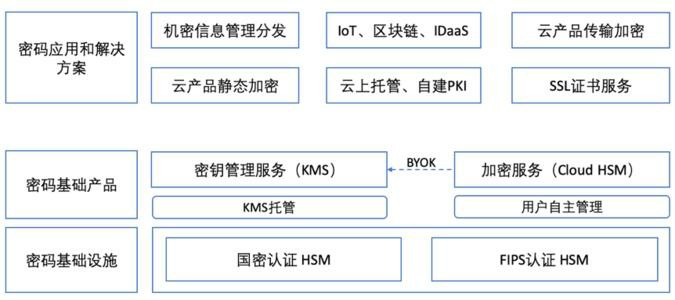 密码应用和解决
方案
机密信息管理分发
IoT、区块链、IDaaS
云产品传输加密
云产品静态加密
云上托管、自建PKI
SSL证书服务
密码基础产品
密钥管理服务（KMS）
BYOK
加密服务（Cloud HSM）
KMS托管
用户自主管理
密码基础设施
国密认证 HSM
FIPS认证 HSM